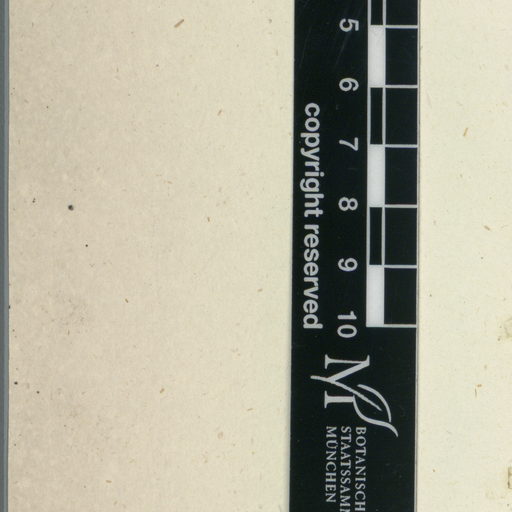 5 6 7 8 9 10
copyright reserved
M
BOTANISCH
STAATSSAM
MÜNCHEN